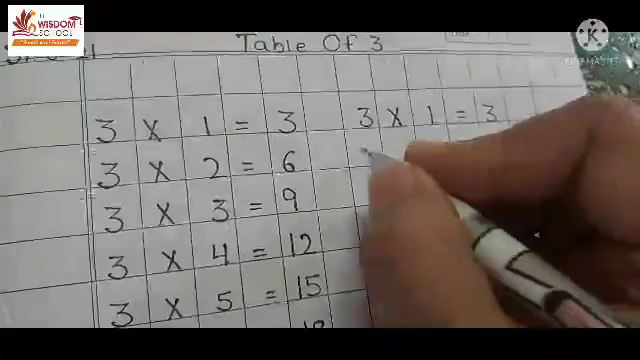 WISDOM
SCHOOL
Table Of 3
K
KINEMASTER
3 X 1 = 3 3 X 1 = 3
3 X 2 = 6
3 X 3 = 9
3 X 4 = 12
3 X 5 = 15